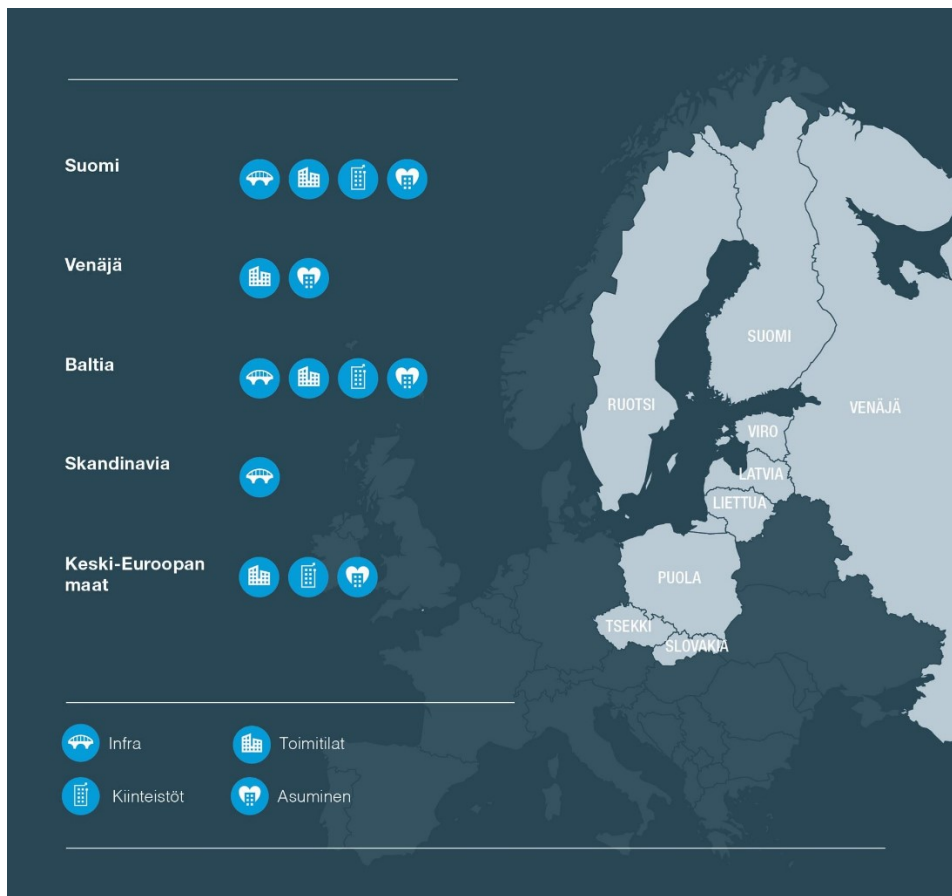 Suomi
Venäjä
Baltia
Skandinavia
Keski-Euroopan
maat
Infra
Toimitilat
Kiinteistöt
Asuminen
SUOMI
RUOTSI
VENÄJÄ
VIRO
LATVIA
LIETTUA
PUOLA
TSEKKI
SLOVAKIA